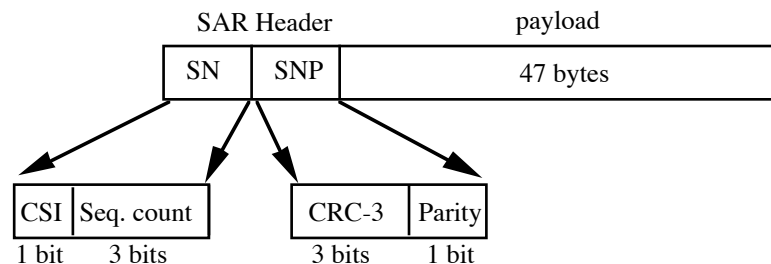 SAR Header payload
SN SNP 47 bytes
CSI Seq. count CRC-3 Parity
1 bit 3 bits 3 bits 1 bit